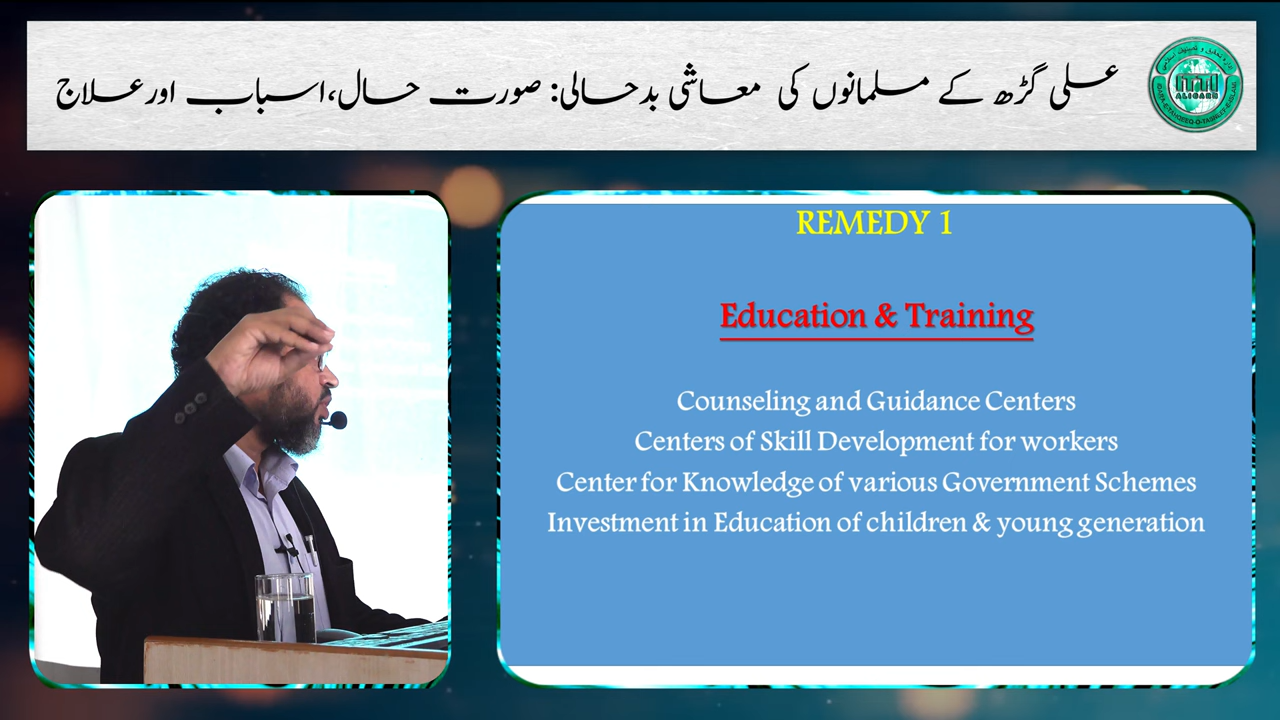 علی گڑھ کے مسلمانوں کی معاشی بدحالی: صورت حال،اسباب اورعلاج
ALIGARH
REMEDY 1
Education & Training
Counseling and Guidance Centers
Centers of Skill Development for workers
Center for Knowledge of various Government Schemes
Investment in Education of children & young generation